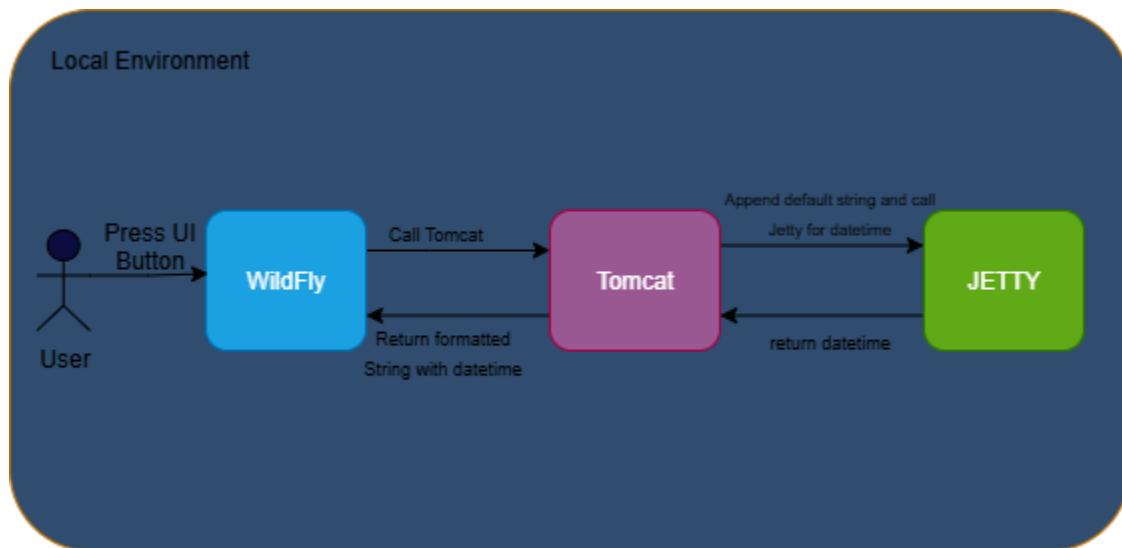 Local Environment
Press UI
Button
User
WildFly
Call Tomcat
Return formatted
String with datetime
Tomcat
Append default string and call
Jetty for datetime
return datetime
JETTY